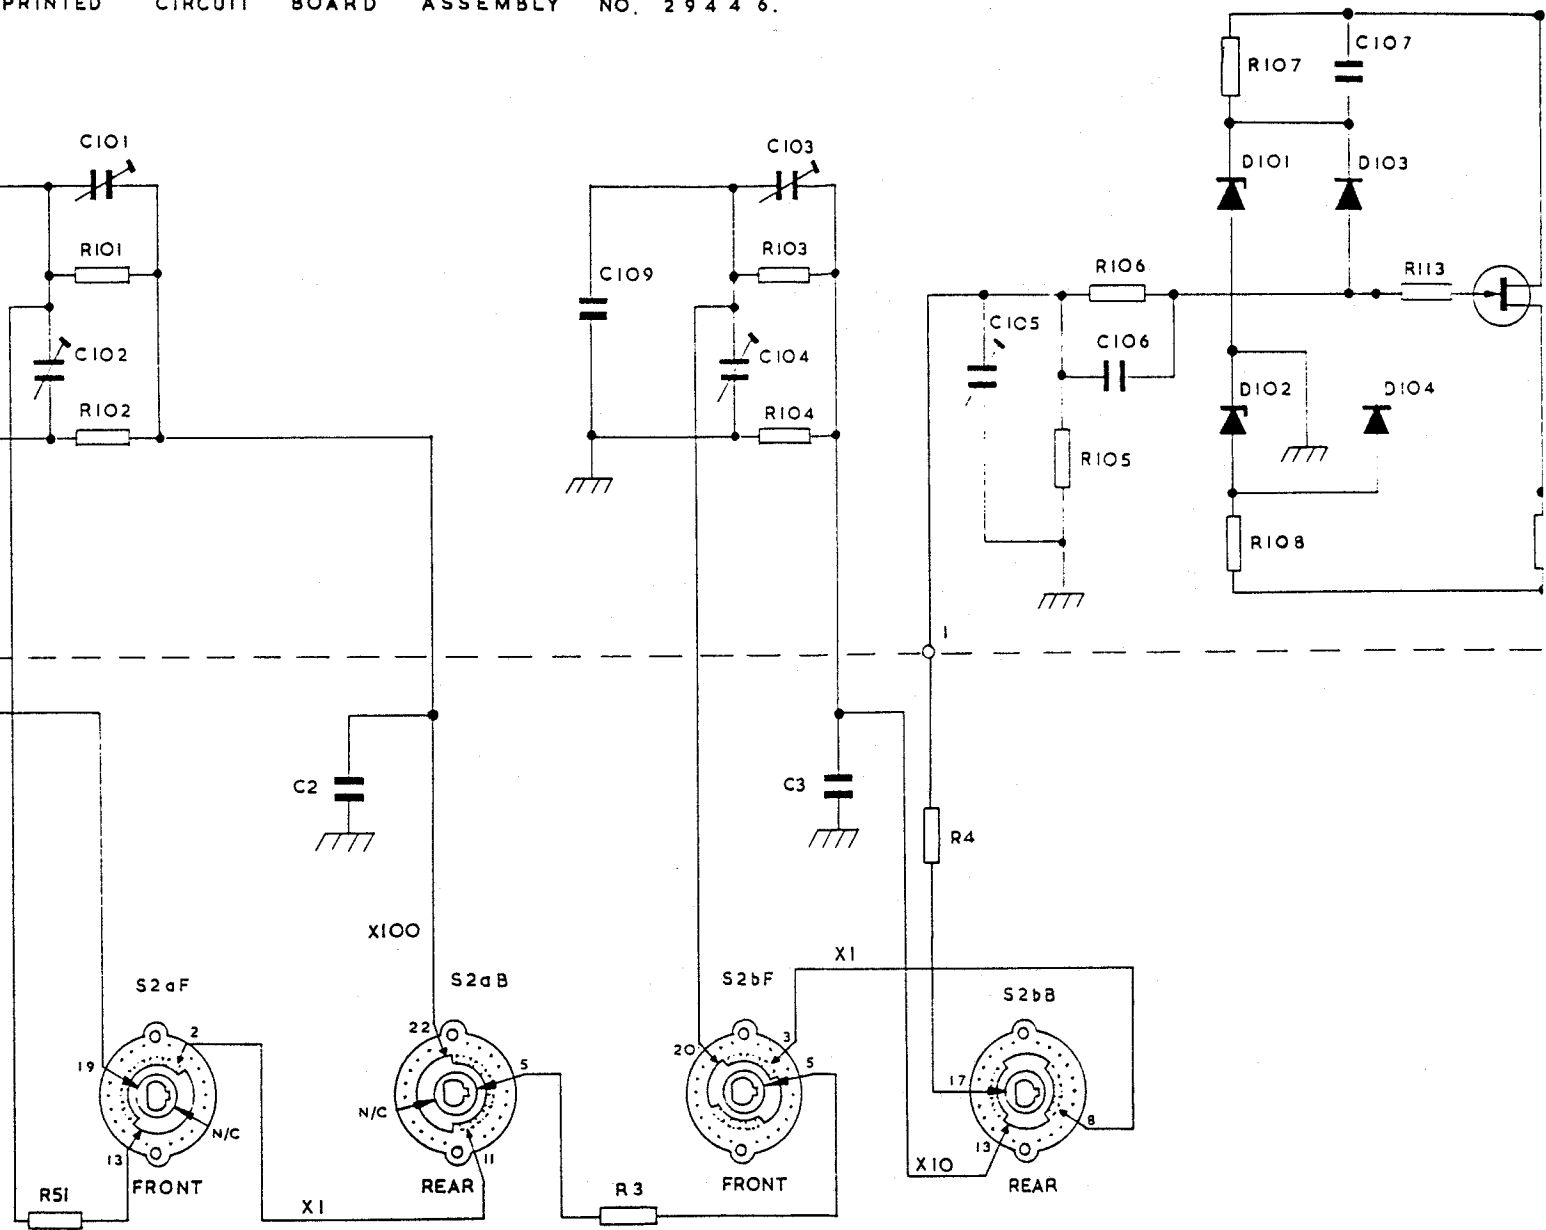 PRINTED CIRCUIT BOARD ASSEMBLY NO. 29446.
C107
R107
C101
C103
D101
D103
R101
R103
C109
R106
R113
C105
C106
C102
C104
D102
D104
R102
R104
R105
R108
1
C2
C3
R4
X100
X1
S2aF
S2aB
S2bF
S2bB
2
22
3
19
5
20
5
17
N/C
N/C
8
13
11
13
X10
R51
FRONT
REAR
FRONT
REAR
X1
R3